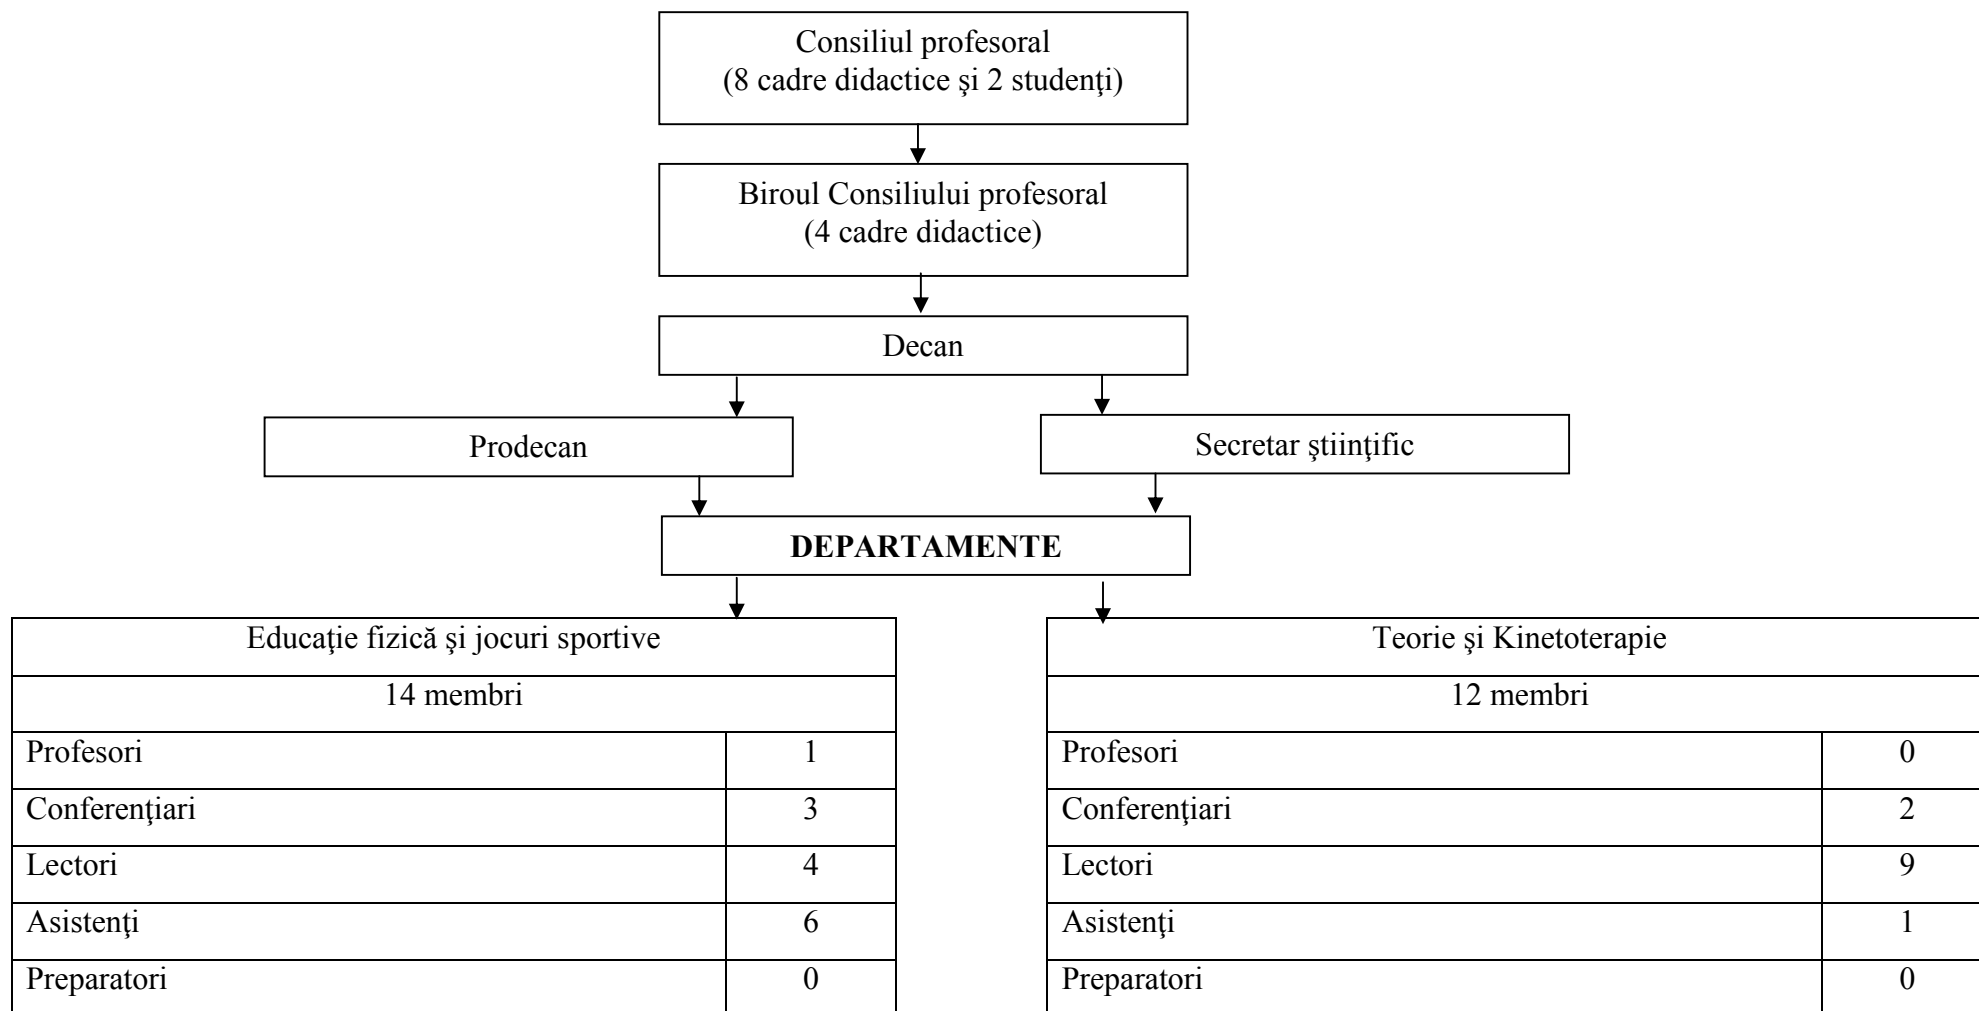 Consiliul profesoral
(8 cadre didactice şi 2 studenţi)
Biroul Consiliului profesoral
(4 cadre didactice)
Decan
Prodecan
Secretar ştiinţific
DEPARTAMENTE
Educaţie fizică şi jocuri sportive
14 membri
Profesori 1
Conferenţiari 3
Lectori 4
Asistenţi 6
Preparatori 0
Teorie şi Kinetoterapie
12 membri
Profesori 0
Conferenţiari 2
Lectori 9
Asistenţi 1
Preparatori 0